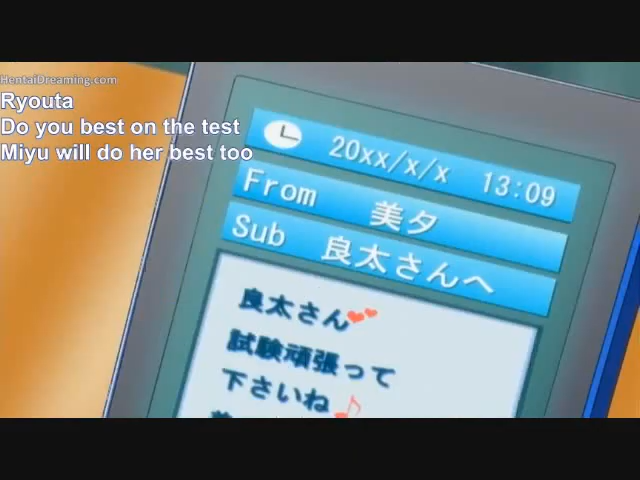 HentaiDreaming.com
Ryouta
Do you best on the test
Miyu will do her best too
20xx/x/x 13:09
From 美夕
Sub 良太さんへ
良太さん💕
試験頑張って
下さいね♪